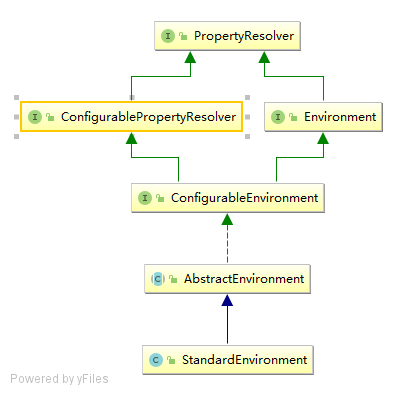 PropertyResolver
ConfigurablePropertyResolver
Environment
ConfigurableEnvironment
AbstractEnvironment
StandardEnvironment
Powered by yFiles